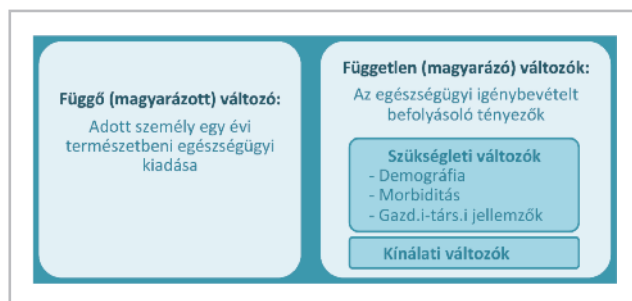 Függő (magyarázott) változó:
Adott személy egy évi
természetbeni egészségügyi
kiadása
Független (magyarázó) változók:
Az egészségügyi igénybevételt
befolyásoló tényezők
Szükségleti változók
- Demográfia
- Morbiditás
- Gazd.i-társ.i jellemzők
Kínálati változók